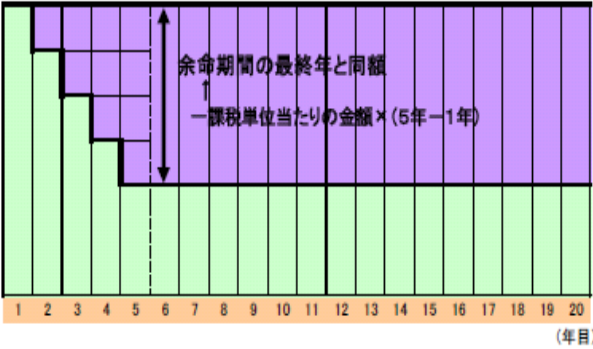 余命期間の最終年と同額
↑
一課税単位当たりの金額×(5年－1年)
1 2 3 4 5 6 7 8 9 10 11 12 13 14 15 16 17 18 19 20
(年目)